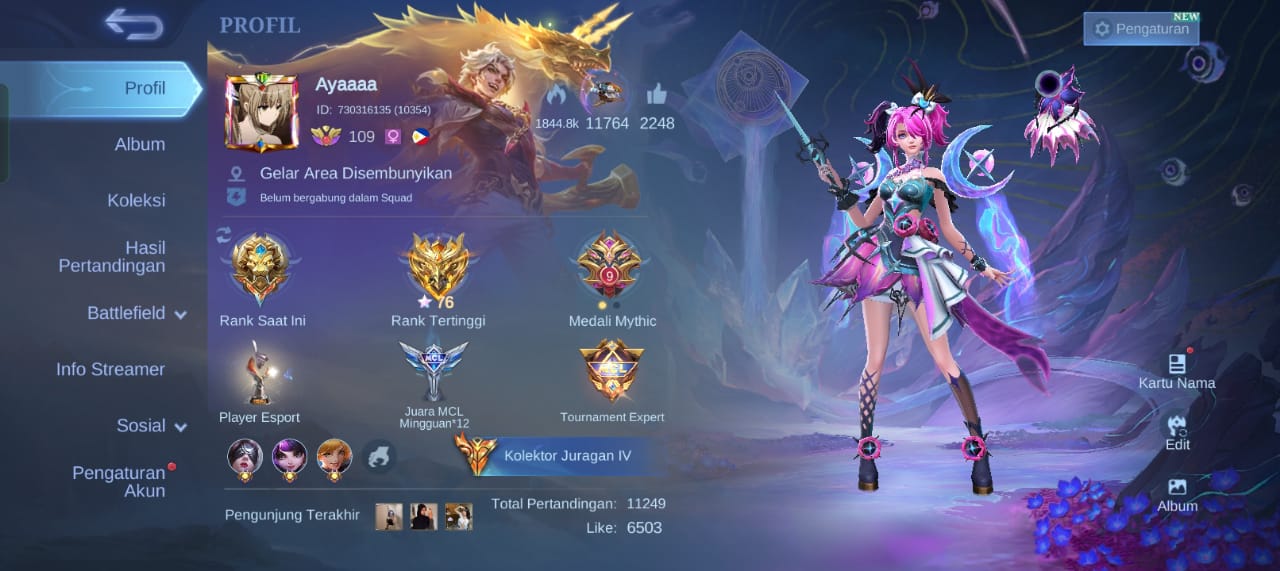 PROFIL
NEW
Pengaturan
Profil
Album
Koleksi
Hasil
Pertandingan
Battlefield
Info Streamer
Sosial
Pengaturan
Akun
Ayaaaa
ID: 730316135 (10354)
109
1844.8k 11764 2248
Gelar Area Disembunyikan
Belum bergabung dalam Squad
76
9
Rank Saat Ini
Rank Tertinggi
Medali Mythic
MCL
MCL
Player Esport
Juara MCL
Mingguan*12
Tournament Expert
Kolektor Juragan IV
Pengunjung Terakhir
Total Pertandingan: 11249
Like: 6503
Kartu Nama
Edit
Album